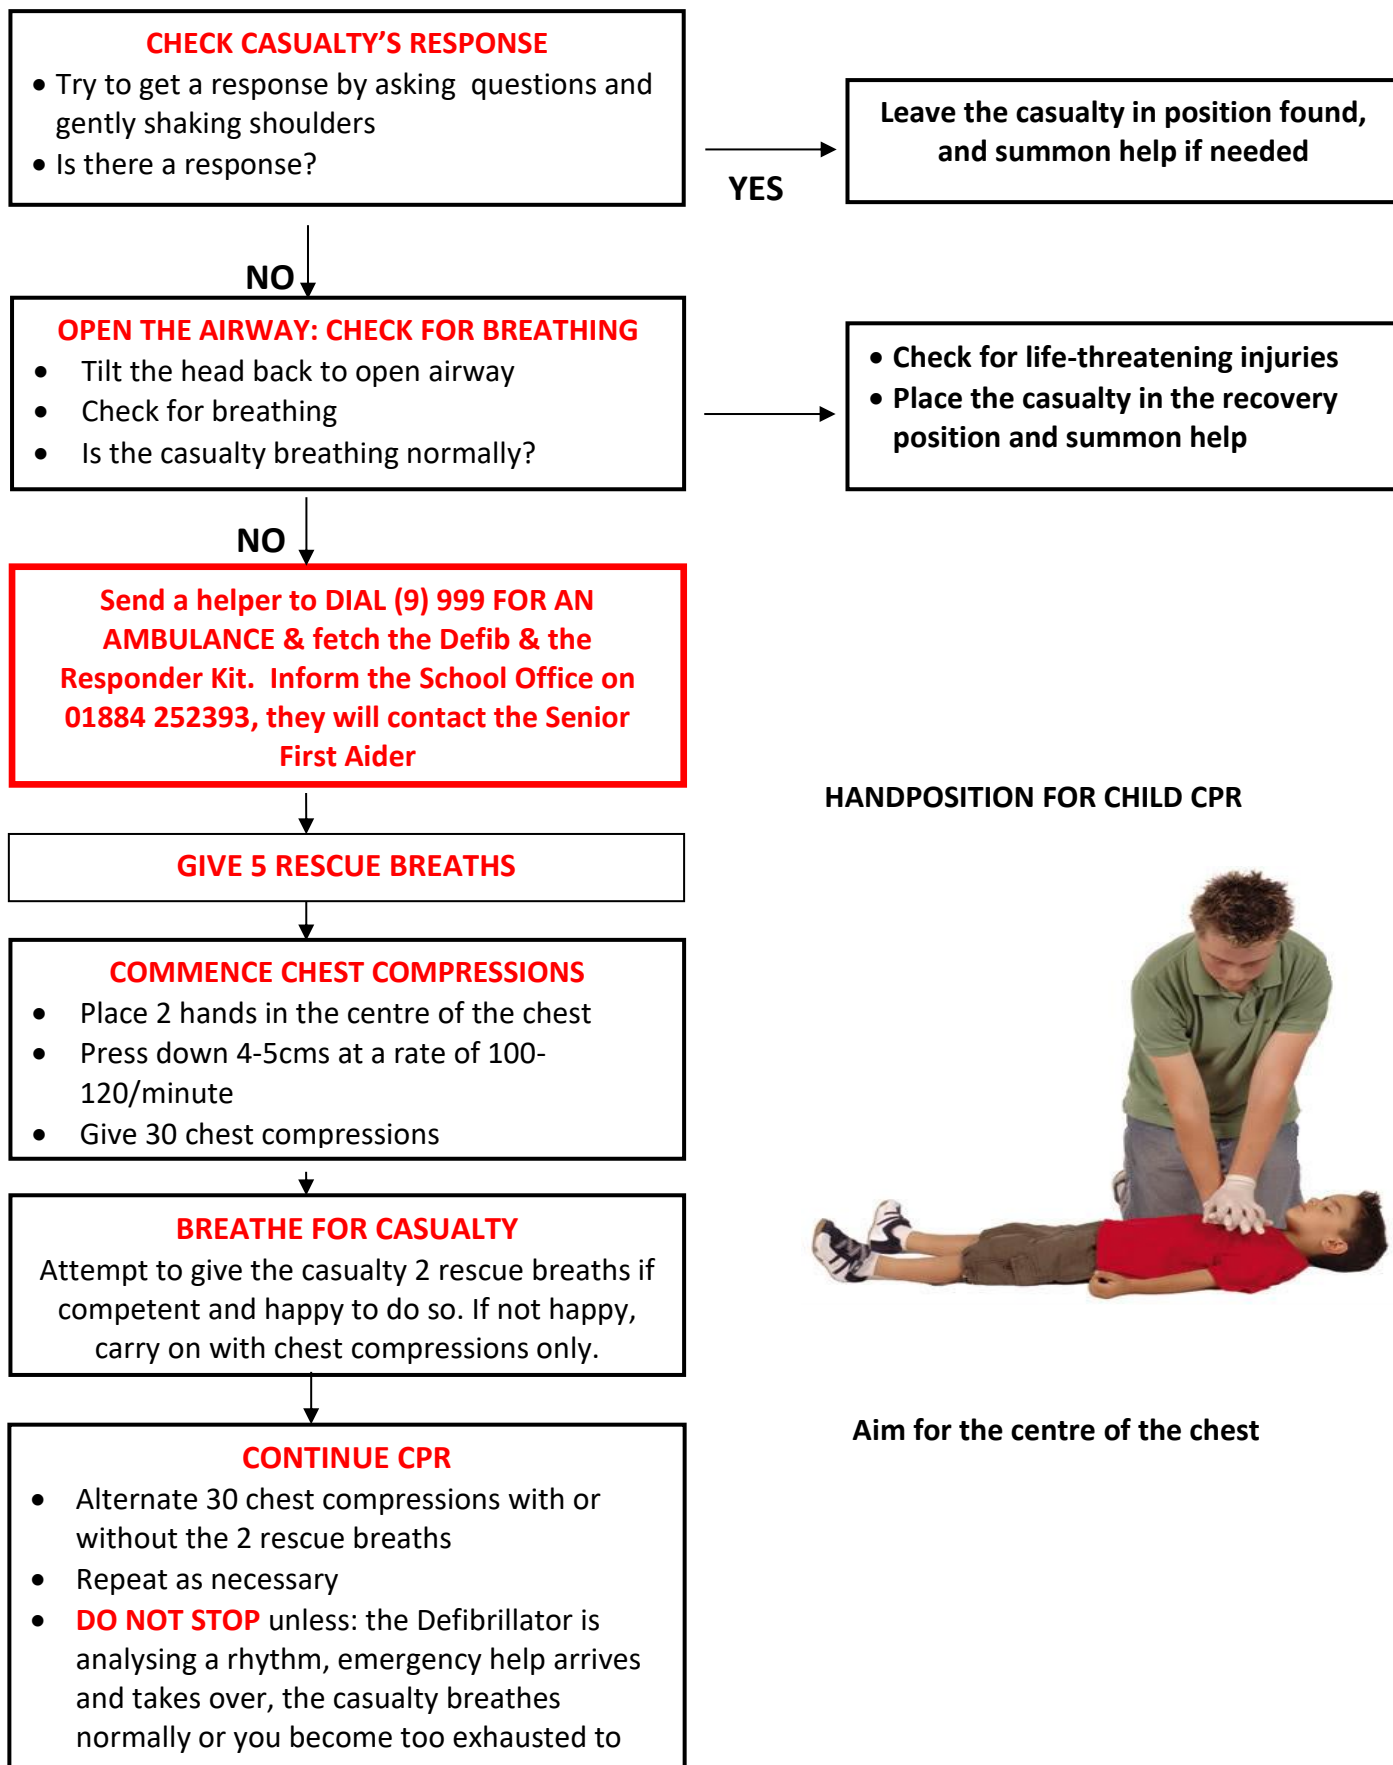 CHECK CASUALTY’S RESPONSE
• Try to get a response by asking questions and
gently shaking shoulders
• Is there a response?
YES
Leave the casualty in position found,
and summon help if needed
NO
OPEN THE AIRWAY: CHECK FOR BREATHING
• Tilt the head back to open airway
• Check for breathing
• Is the casualty breathing normally?
• Check for life-threatening injuries
• Place the casualty in the recovery
position and summon help
NO
Send a helper to DIAL (9) 999 FOR AN
AMBULANCE & fetch the Defib & the
Responder Kit. Inform the School Office on
01884 252393, they will contact the Senior
First Aider
GIVE 5 RESCUE BREATHS
COMMENCE CHEST COMPRESSIONS
• Place 2 hands in the centre of the chest
• Press down 4-5cms at a rate of 100-
120/minute
• Give 30 chest compressions
BREATHE FOR CASUALTY
Attempt to give the casualty 2 rescue breaths if
competent and happy to do so. If not happy,
carry on with chest compressions only.
CONTINUE CPR
• Alternate 30 chest compressions with or
without the 2 rescue breaths
• Repeat as necessary
• DO NOT STOP unless: the Defibrillator is
analysing a rhythm, emergency help arrives
and takes over, the casualty breathes
normally or you become too exhausted to
HANDPOSITION FOR CHILD CPR
Aim for the centre of the chest